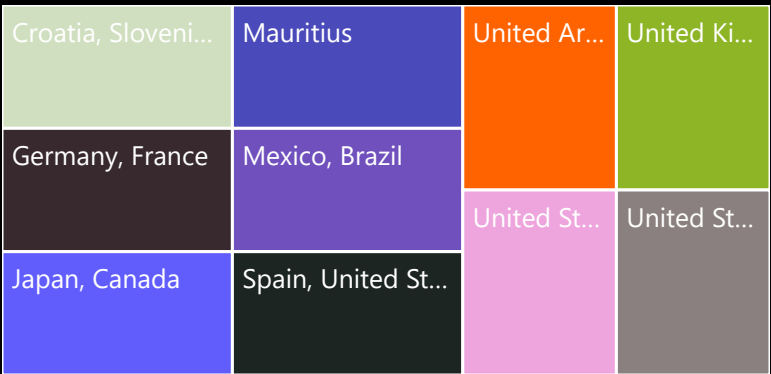 Croatia, Sloveni...
Mauritius
United Ar...
United Ki...
Germany, France
Mexico, Brazil
United St...
United St...
Japan, Canada
Spain, United St...